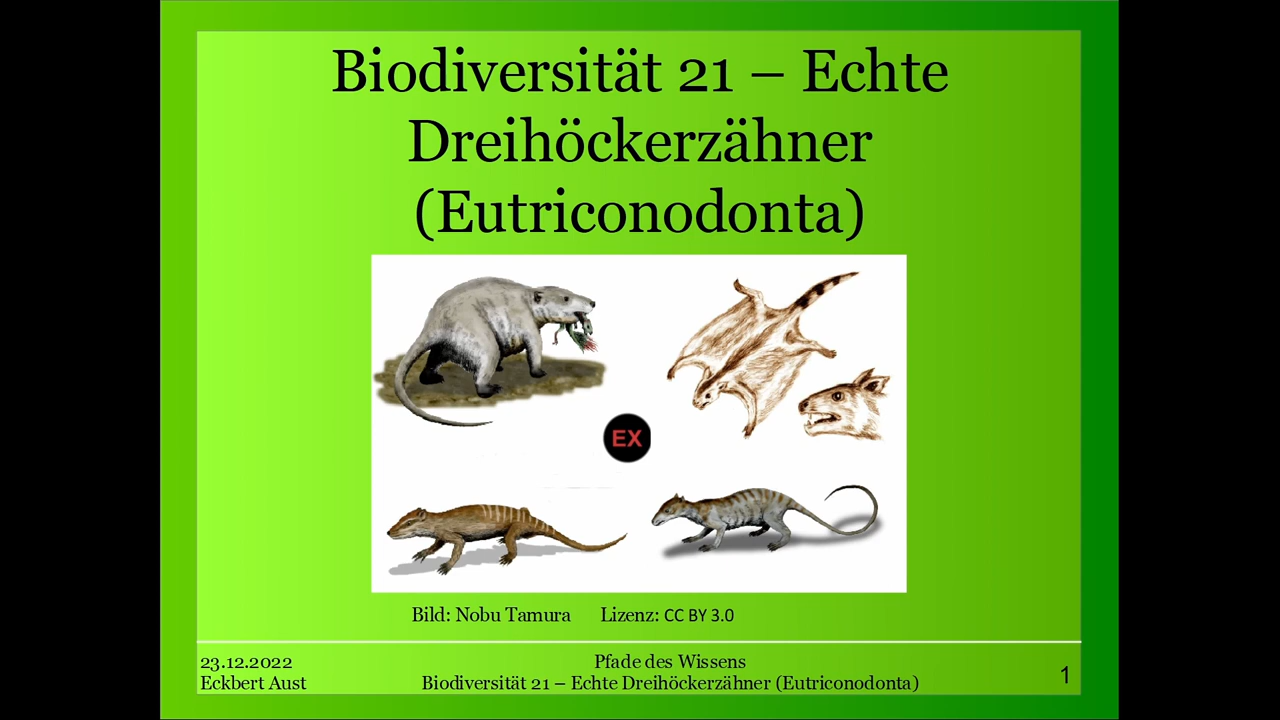 Biodiversität 21 – Echte
Dreihöckerzähner
(Eutriconodonta)
EX
Bild: Nobu Tamura Lizenz: CC BY 3.0
23.12.2022
Eckbert Aust
Pfade des Wissens
Biodiversität 21 – Echte Dreihöckerzähner (Eutriconodonta)
1